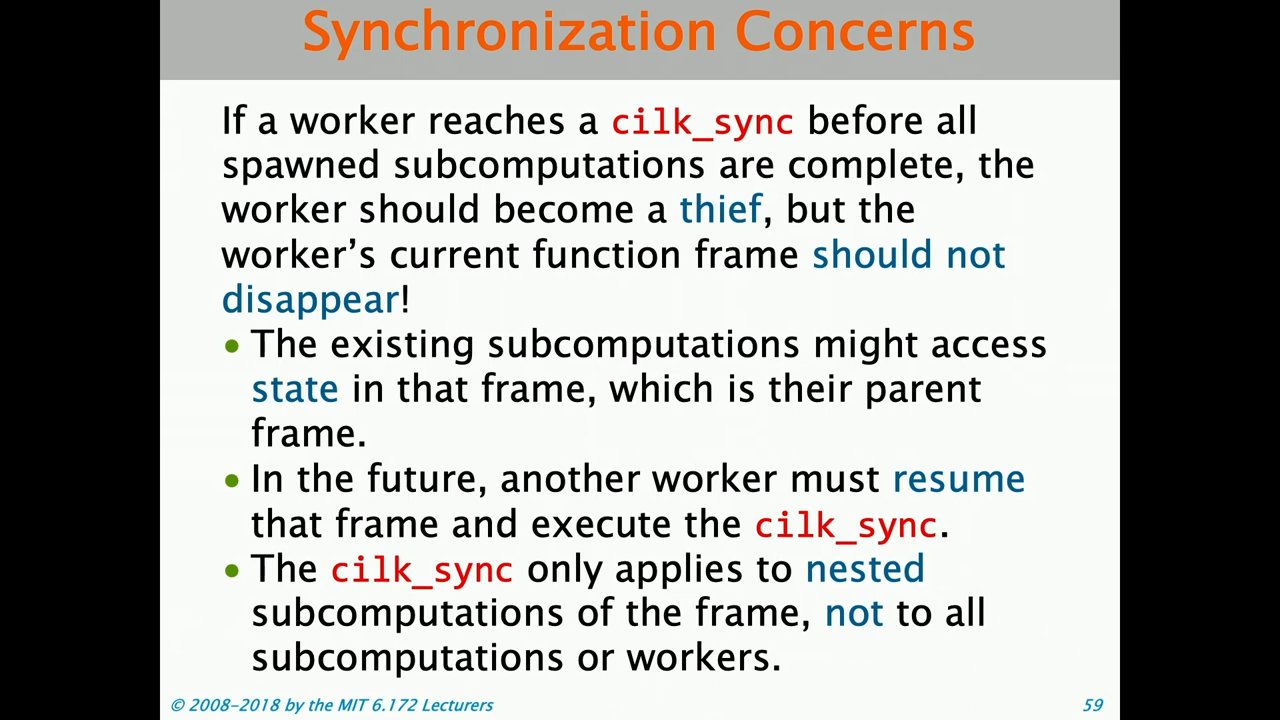 Synchronization Concerns
If a worker reaches a cilk_sync before all
spawned subcomputations are complete, the
worker should become a thief, but the
worker’s current function frame should not
disappear!
• The existing subcomputations might access
state in that frame, which is their parent
frame.
• In the future, another worker must resume
that frame and execute the cilk_sync.
• The cilk_sync only applies to nested
subcomputations of the frame, not to all
subcomputations or workers.
© 2008–2018 by the MIT 6.172 Lecturers
59